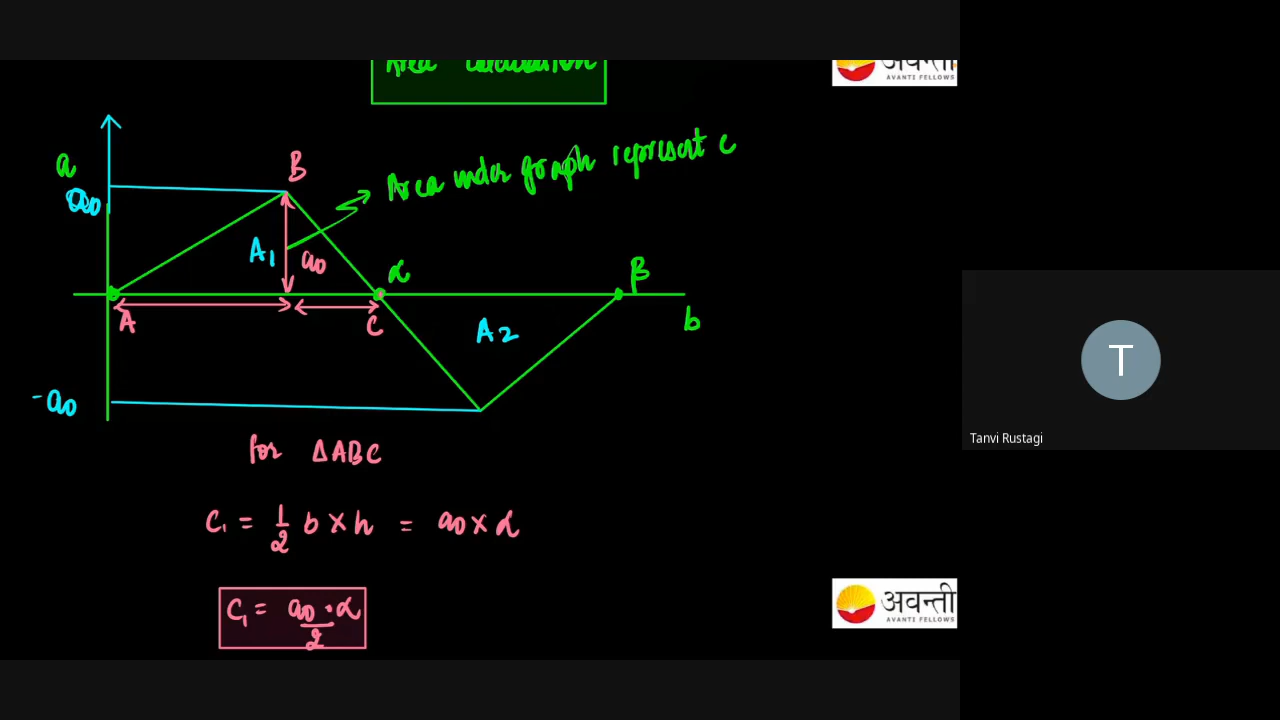 Area calculation
अवन्ती
AVANTI FELLOWS
a
a0
B
Area under graph represent c
A1
a0
α
β
A
C
b
A2
-a0
for ΔABC
C1 = 1/2 b × h = a0 × α
C1 = a0/2 · α
अवन्ती
AVANTI FELLOWS
T
Tanvi Rustagi